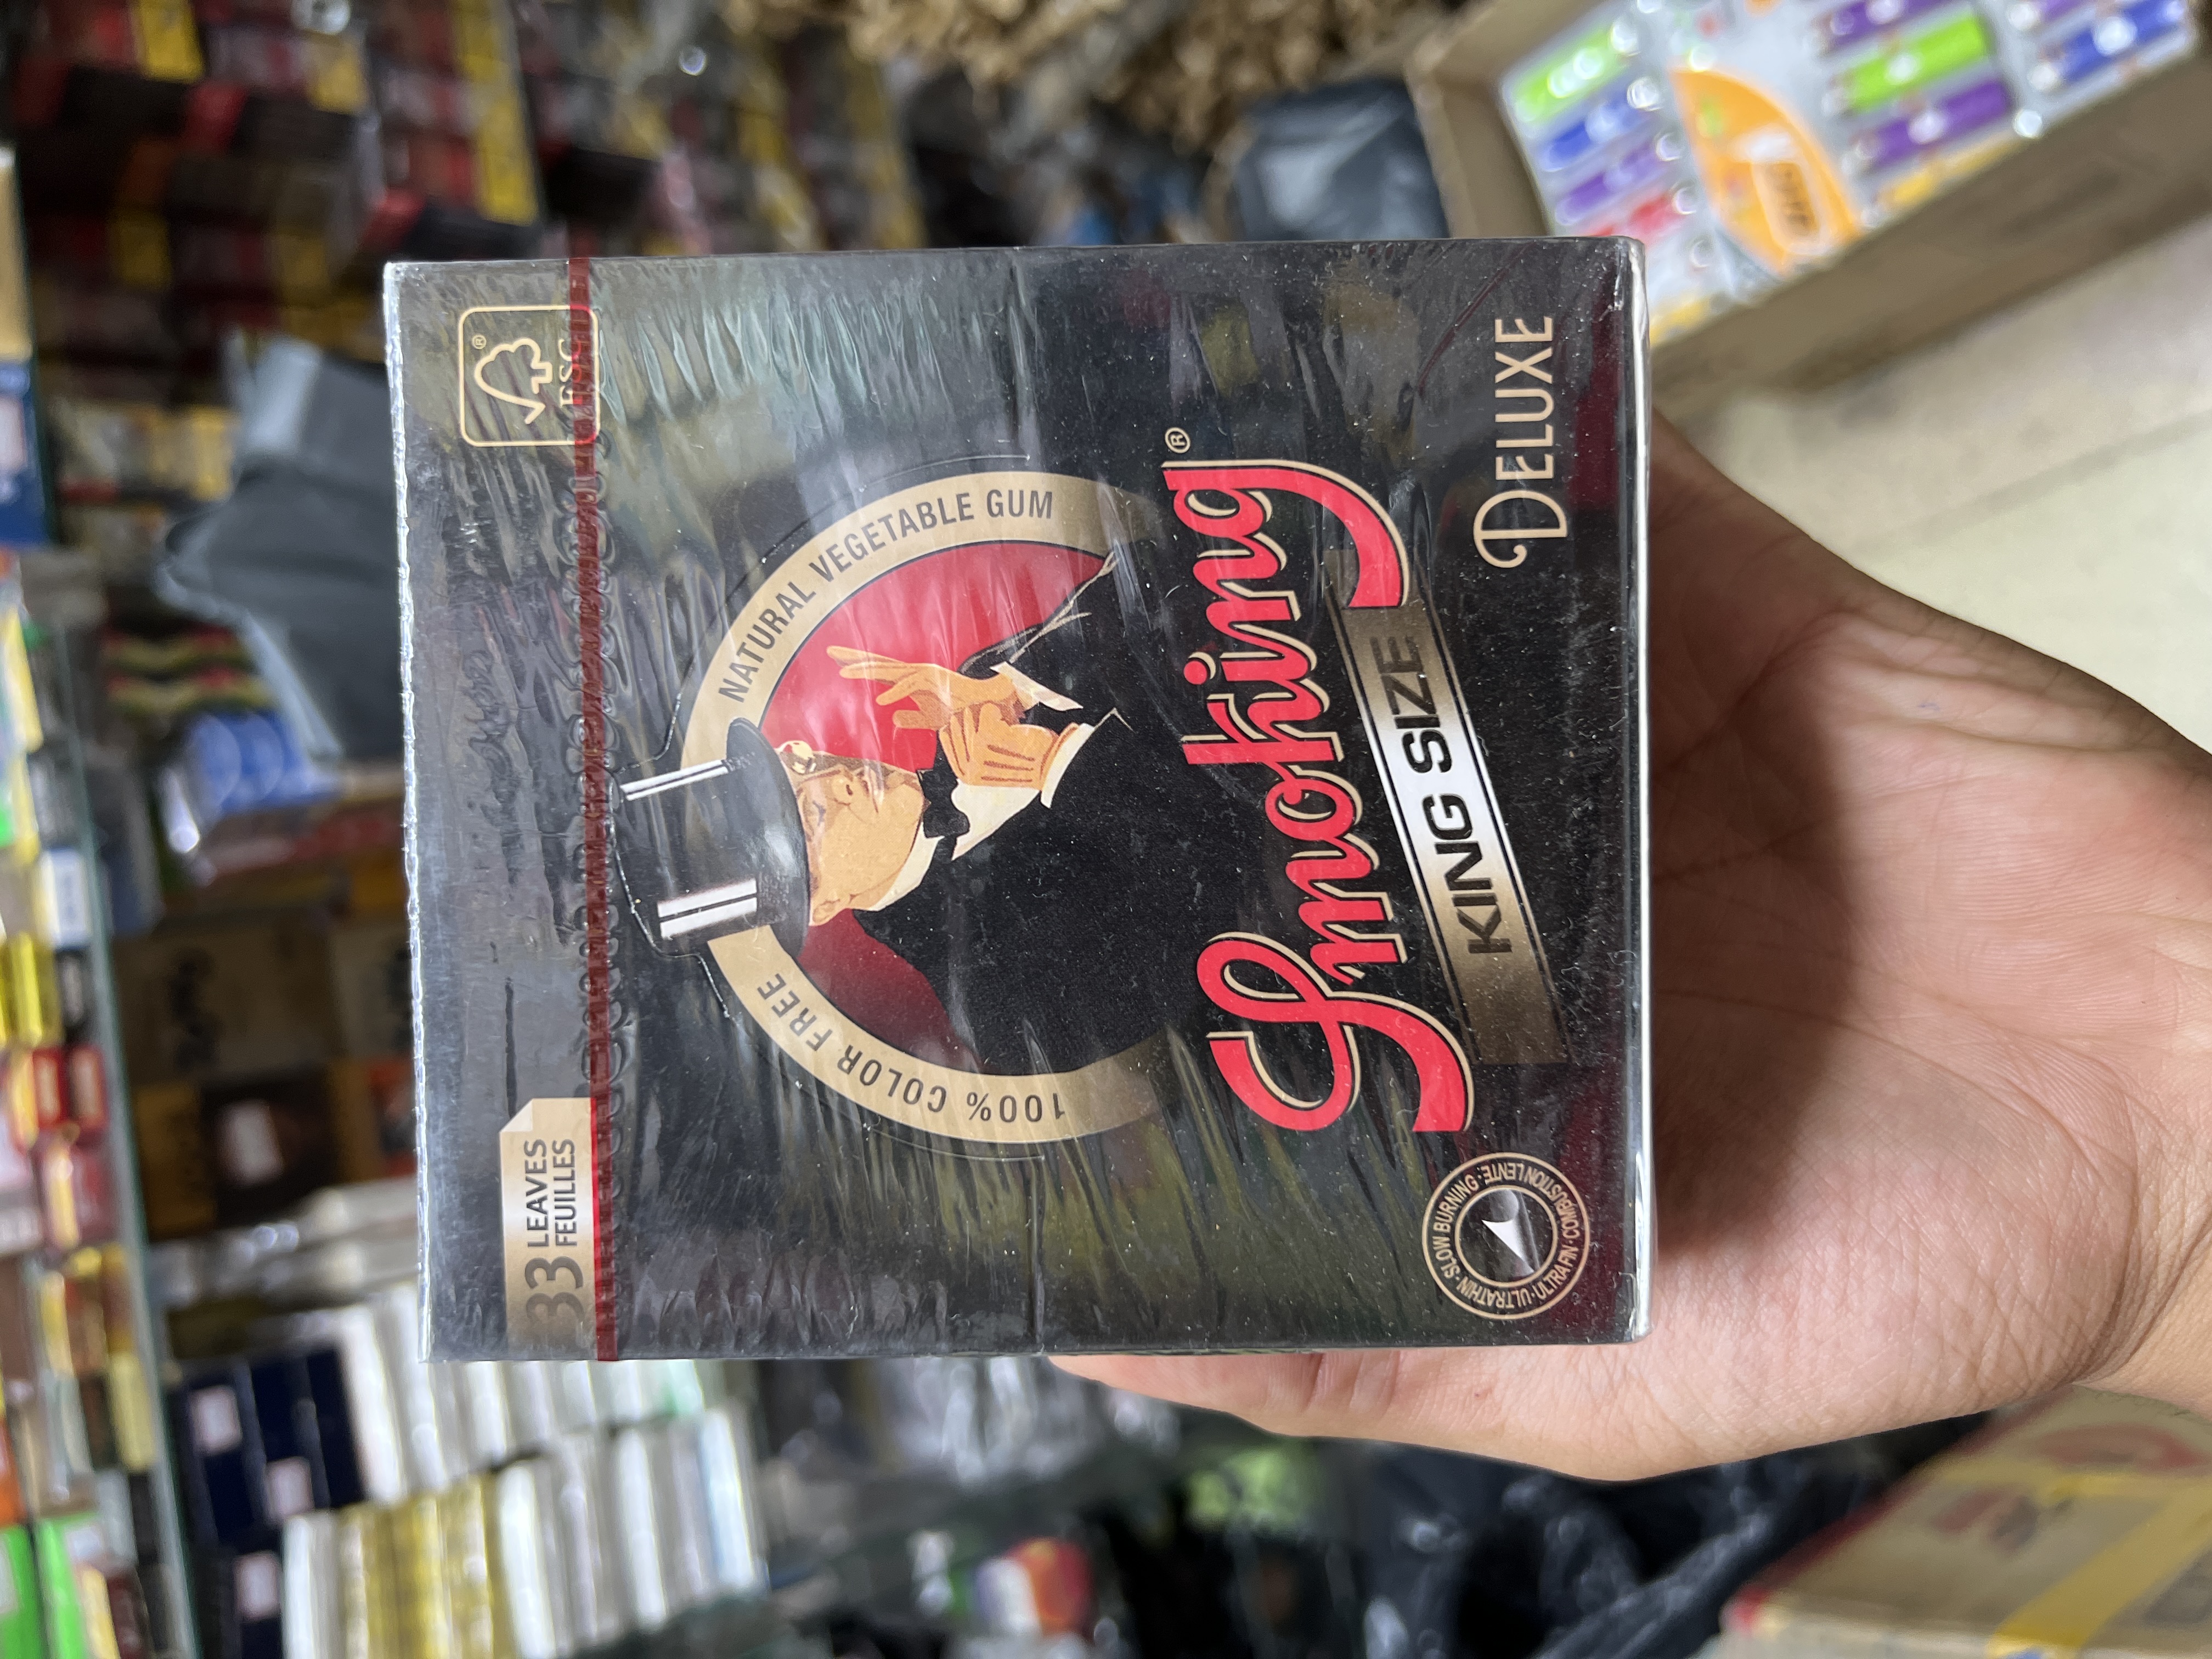 33 LEAVES
FEUILLES
FSC®
100% COLOR FREE
NATURAL VEGETABLE GUM
Smoking®
KING SIZE
DELUXE
SLOW BURNING · COMBUSTION LENTE · ULTRAFIN · ULTRATHIN ·